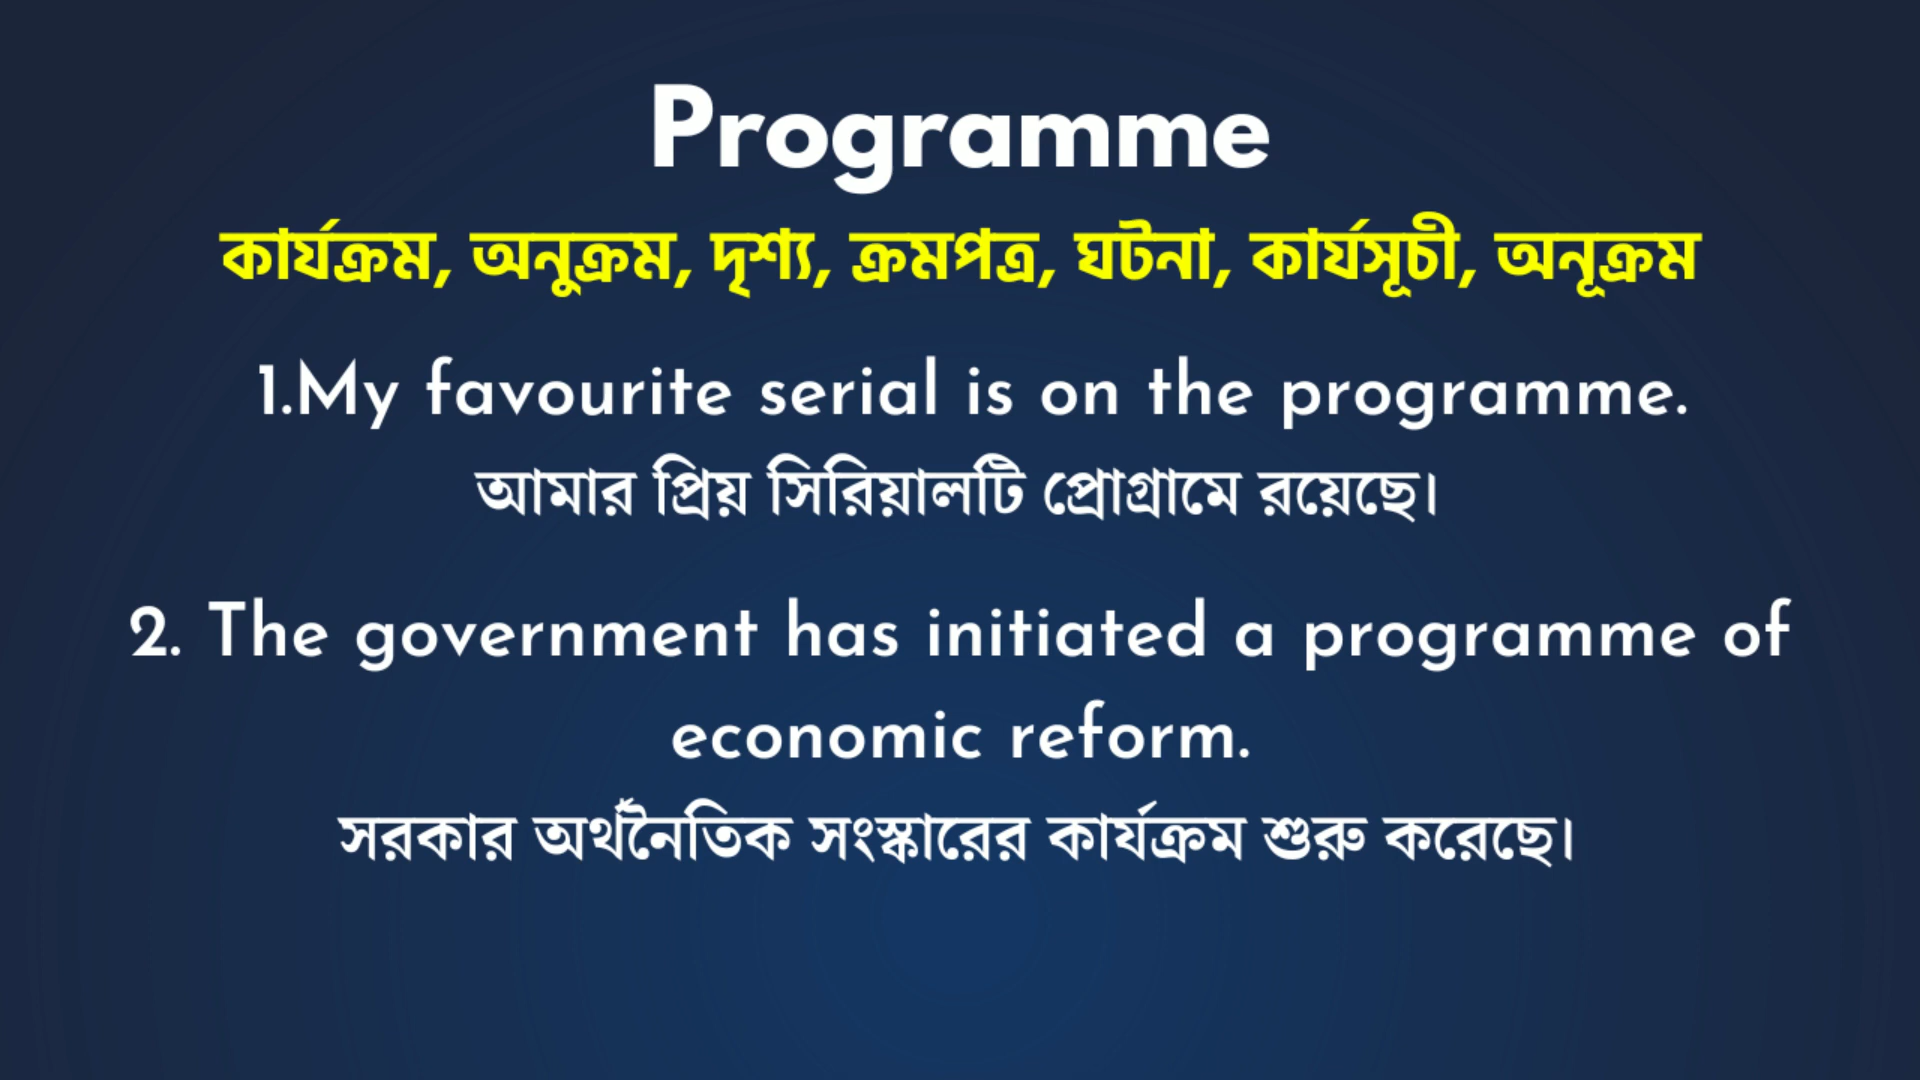 Programme
কার্যক্রম, অনুক্রম, দৃশ্য, ক্রমপত্র, ঘটনা, কার্যসূচী, অনূক্রম
1.My favourite serial is on the programme.
আমার প্রিয় সিরিয়ালটি প্রোগ্রামে রয়েছে।
2. The government has initiated a programme of
economic reform.
সরকার অর্থনৈতিক সংস্কারের কার্যক্রম শুরু করেছে।